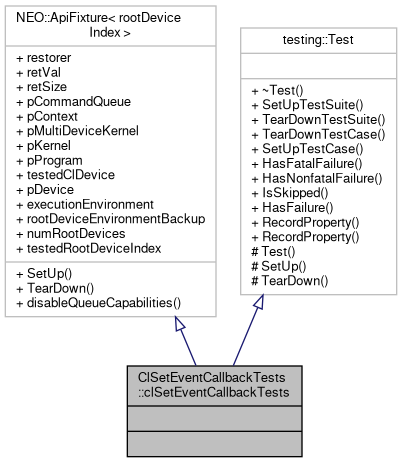 NEO::ApiFixture< rootDevice
Index >
+ restorer
+ retVal
+ retSize
+ pCommandQueue
+ pContext
+ pMultiDeviceKernel
+ pKernel
+ pProgram
+ testedClDevice
+ pDevice
+ executionEnvironment
+ rootDeviceEnvironmentBackup
+ numRootDevices
+ testedRootDeviceIndex
+ SetUp()
+ TearDown()
+ disableQueueCapabilities()
testing::Test
+ ~Test()
+ SetUpTestSuite()
+ TearDownTestSuite()
+ TearDownTestCase()
+ SetUpTestCase()
+ HasFatalFailure()
+ HasNonfatalFailure()
+ IsSkipped()
+ HasFailure()
+ RecordProperty()
+ RecordProperty()
# Test()
# SetUp()
# TearDown()
ClSetEventCallbackTests
::clSetEventCallbackTests